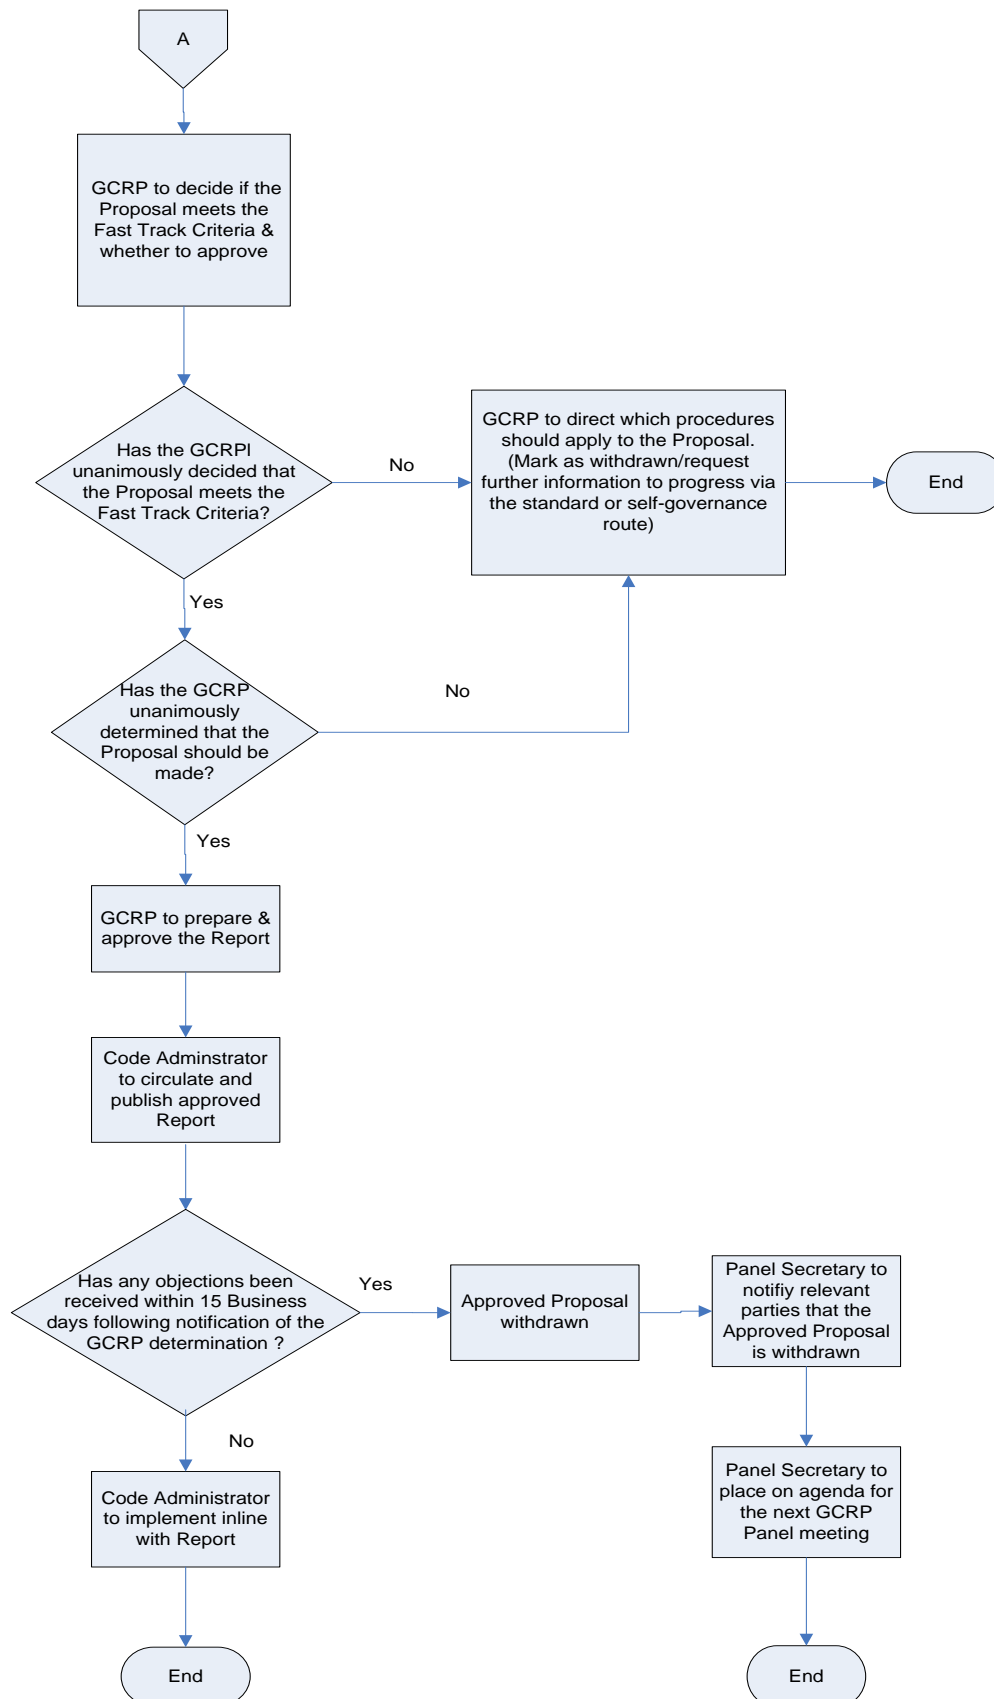 A
GCRP to decide if the
Proposal meets the
Fast Track Criteria &
whether to approve
Has the GCRPl
unanimously decided that
the Proposal meets the
Fast Track Criteria?
No
GCRP to direct which procedures
should apply to the Proposal.
(Mark as withdrawn/request
further information to progress via
the standard or self-governance
route)
End
Yes
Has the GCRP
unanimously
determined that the
Proposal should be
made?
No
Yes
GCRP to prepare &
approve the Report
Code Adminstrator
to circulate and
publish approved
Report
Has any objections been
received within 15 Business
days following notification of the
GCRP determination ?
Yes
Approved Proposal
withdrawn
Panel Secretary to
notifiy relevant
parties that the
Approved Proposal
is withdrawn
No
Code Administrator
to implement inline
with Report
Panel Secretary to
place on agenda for
the next GCRP
Panel meeting
End
End